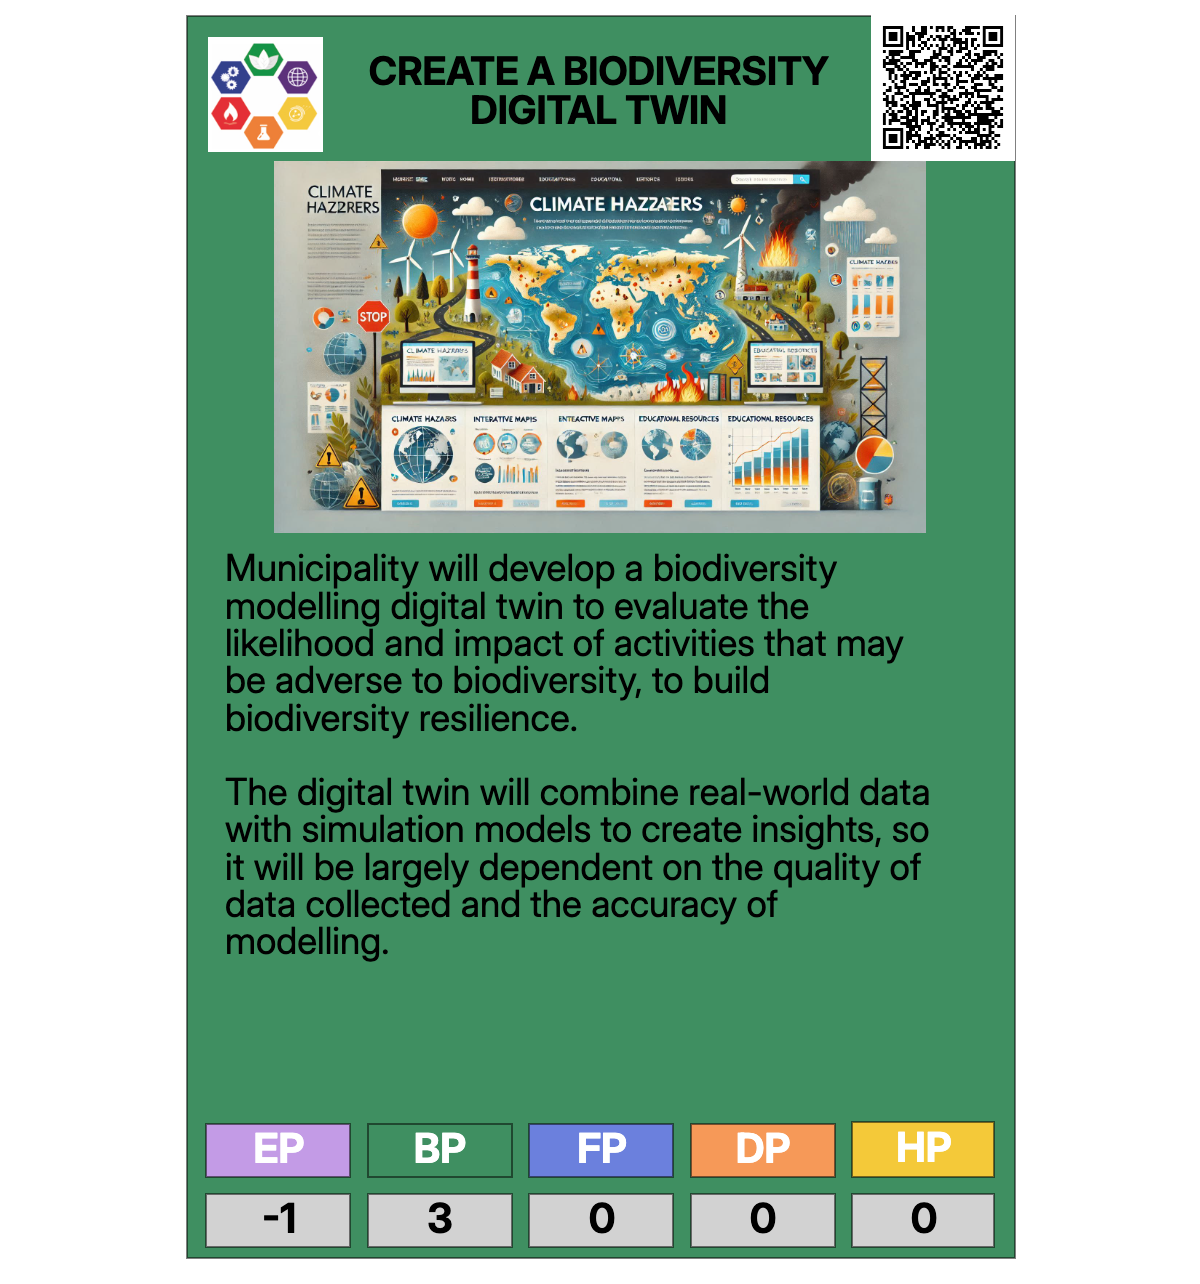 CREATE A BIODIVERSITY
DIGITAL TWIN
CLIMATE
HAZ2RERS
CLIMATE HAZZAERS
STOP
CLIMATE HAZARS
INTERATIVE MAPIS
ENTEACTIVE MAPIS
EDUCATIONAL RESOURCES
EDUCATIONAL RESOURCES
Municipality will develop a biodiversity
modelling digital twin to evaluate the
likelihood and impact of activities that may
be adverse to biodiversity, to build
biodiversity resilience.
The digital twin will combine real-world data
with simulation models to create insights, so
it will be largely dependent on the quality of
data collected and the accuracy of
modelling.
EP BP FP DP HP
-1 3 0 0 0